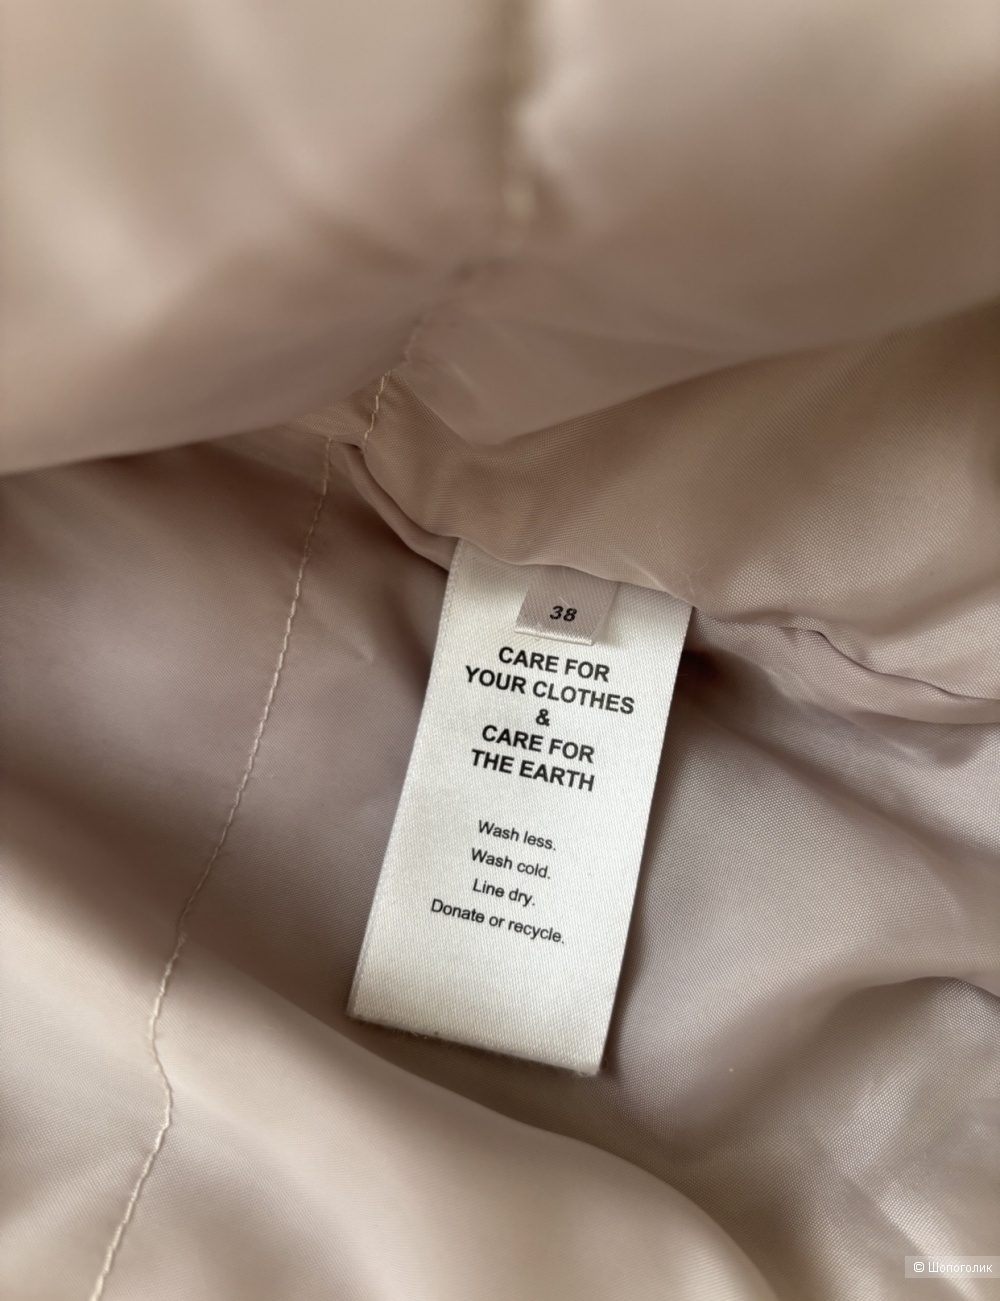 38
CARE FOR
YOUR CLOTHES
&
CARE FOR
THE EARTH
Wash less.
Wash cold.
Line dry.
Donate or recycle.
© Шопоголик